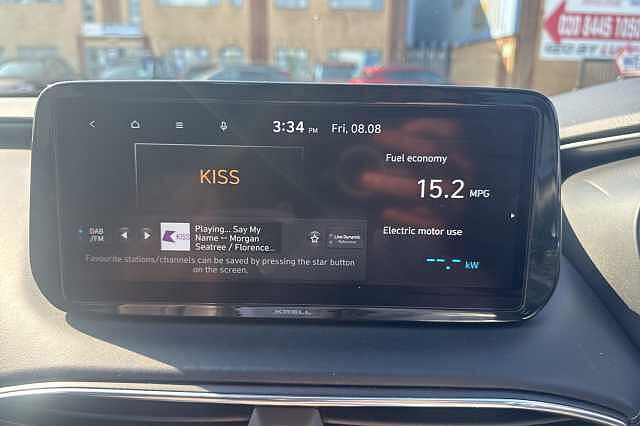 020 8445 1050
3:34 PM Fri, 08.08
Fuel economy
KISS
15.2 MPG
DAB
/FM
KISS
Playing... Say My
Name -- Morgan
Seatree / Florence...
Electric motor use
Favourite stations/channels can be saved by pressing the star button
on the screen.
--.- kW
KRELL